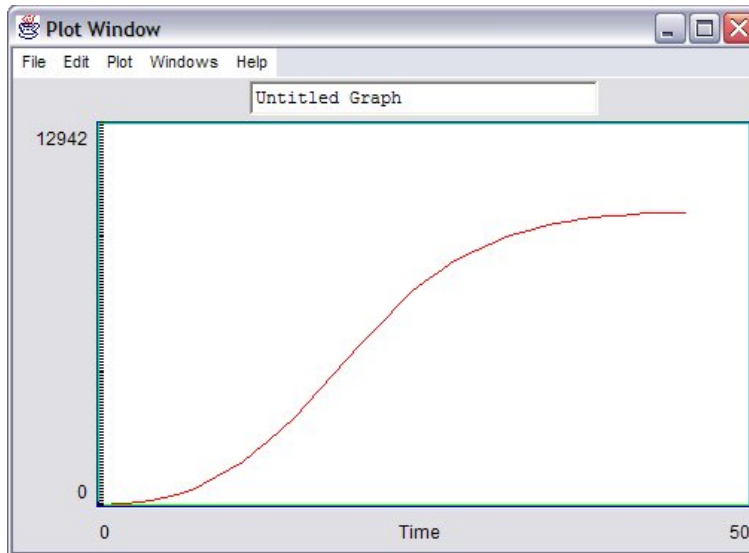 Plot Window
File Edit Plot Windows Help
Untitled Graph
12942
0
0 Time 50